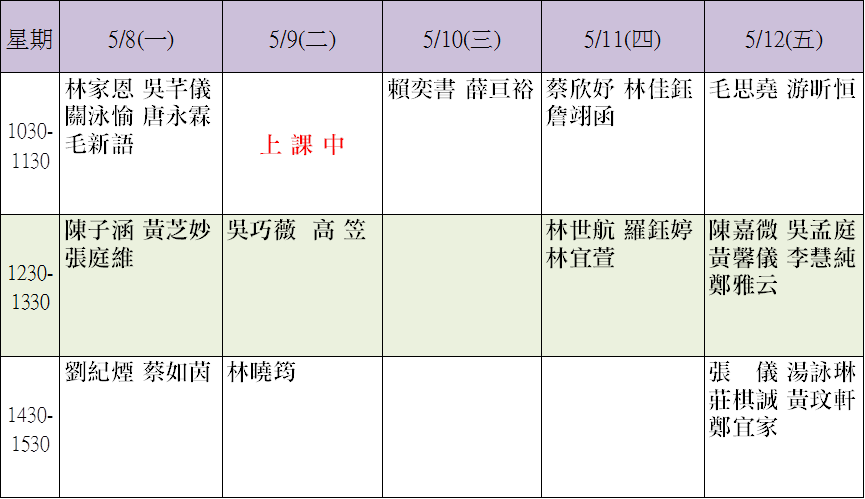 星期 5/8(一) 5/9(二) 5/10(三) 5/11(四) 5/12(五)
1030-
1130
林家恩 吳芊儀
關泳愉 唐永霖
毛新語
上 課 中
賴奕書 薛亘裕
蔡欣妤 林佳鈺
詹翊函
毛思堯 游昕恒
1230-
1330
陳子涵 黃芝妙
張庭維
吳巧薇 高 笠
林世航 羅鈺婷
林宜萱
陳嘉微 吳孟庭
黃馨儀 李慧純
鄭雅云
1430-
1530
劉紀煙 蔡如茵
林曉筠
張 儀 湯詠琳
莊棋誠 黃玟軒
鄭宜家